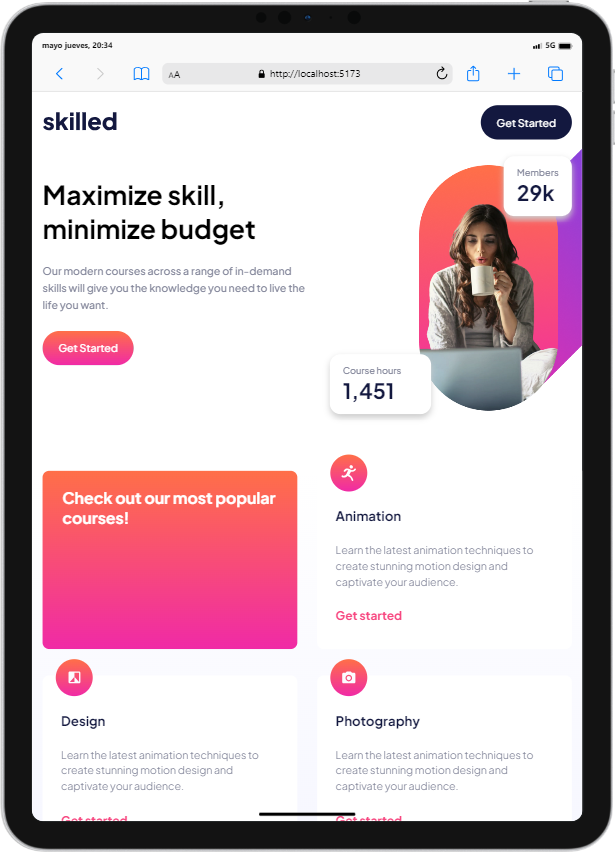 mayo jueves, 20:34
5G
AA
http://localhost:5173
skilled
Get Started
Maximize skill,
minimize budget
Members
29k
Our modern courses across a range of in-demand
skills will give you the knowledge you need to live the
life you want.
Get Started
Course hours
1,451
Check out our most popular
courses!
Animation
Learn the latest animation techniques to
create stunning motion design and
captivate your audience.
Get started
Design
Learn the latest animation techniques to
create stunning motion design and
captivate your audience.
Get started
Photography
Learn the latest animation techniques to
create stunning motion design and
captivate your audience.
Get started